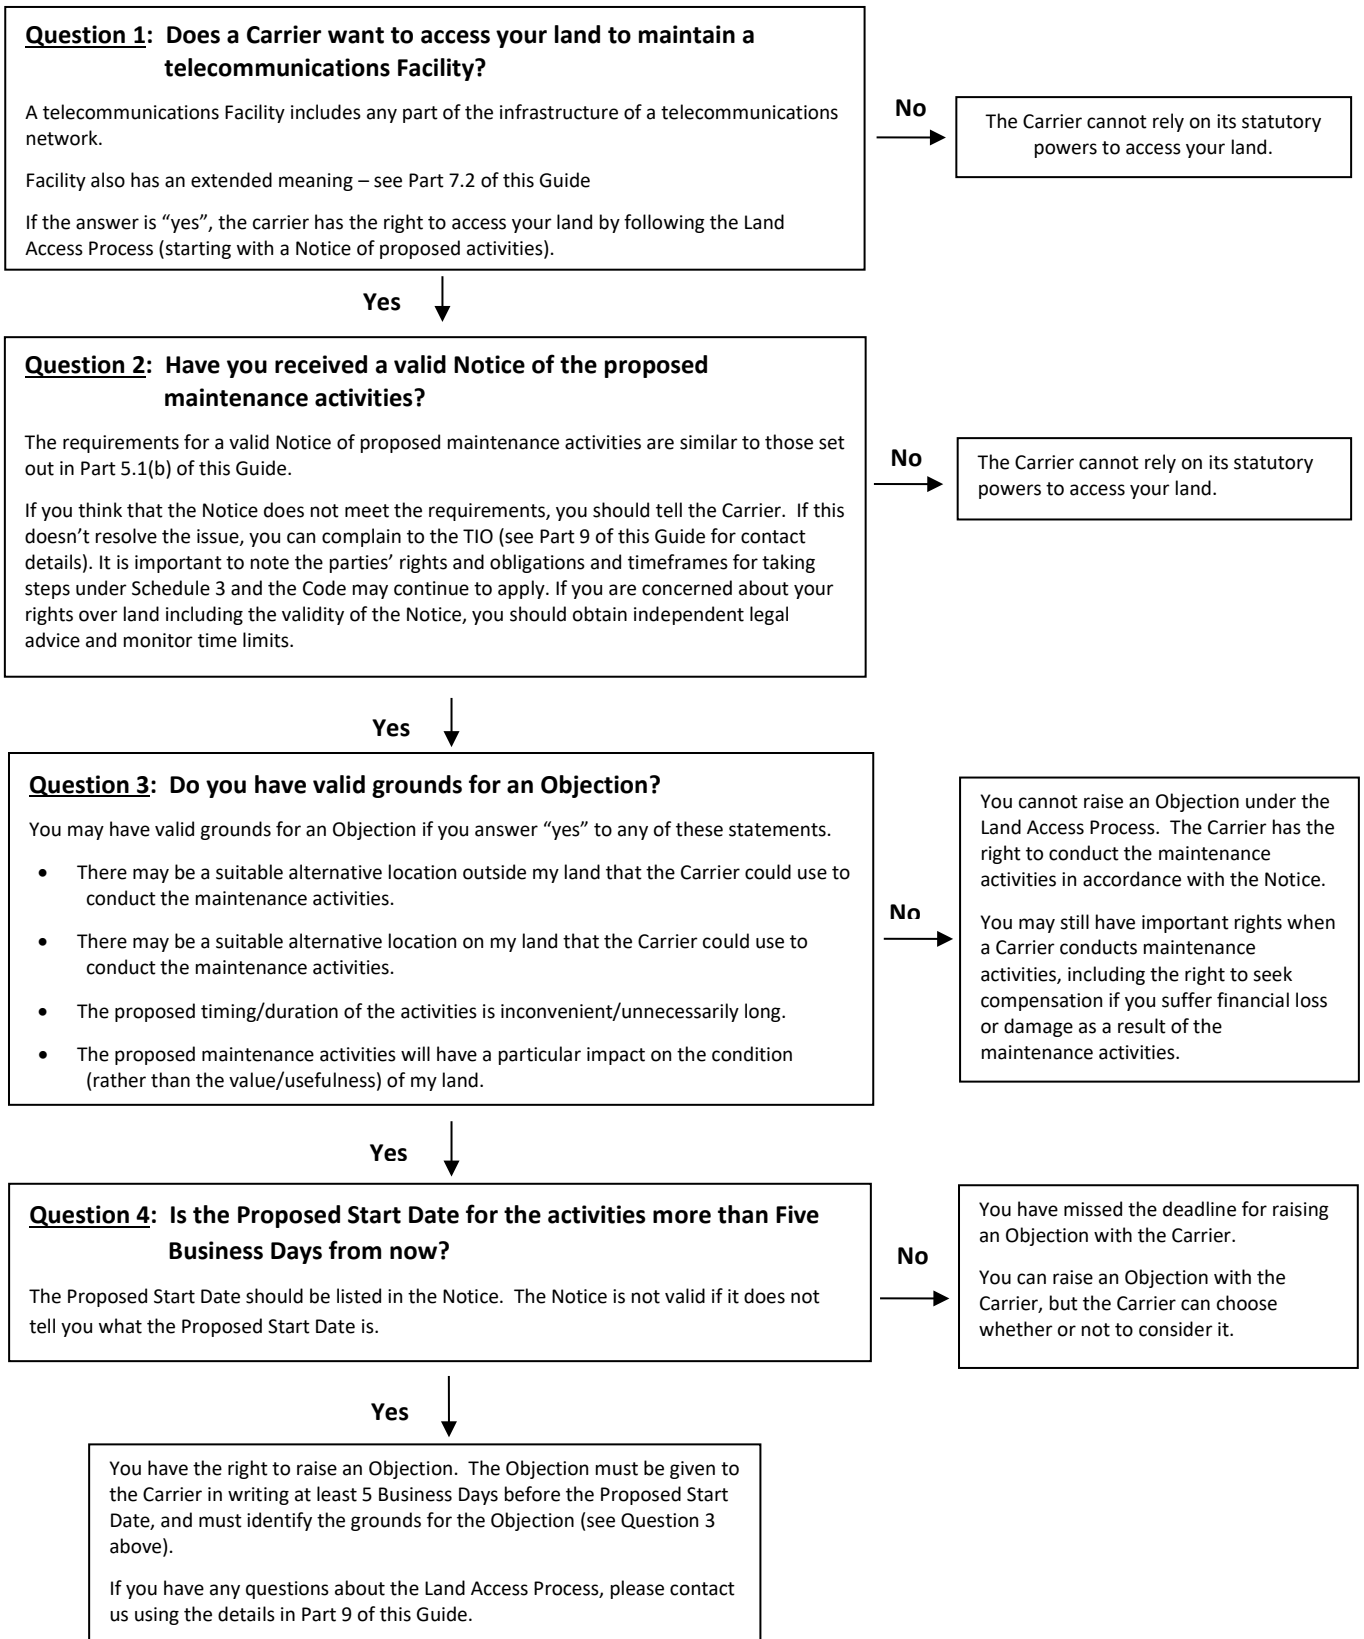 Question 1: Does a Carrier want to access your land to maintain a
telecommunications Facility?
A telecommunications Facility includes any part of the infrastructure of a telecommunications
network.
Facility also has an extended meaning – see Part 7.2 of this Guide
If the answer is “yes”, the carrier has the right to access your land by following the Land
Access Process (starting with a Notice of proposed activities).
No
The Carrier cannot rely on its statutory
powers to access your land.
Yes
Question 2: Have you received a valid Notice of the proposed
maintenance activities?
The requirements for a valid Notice of proposed maintenance activities are similar to those set
out in Part 5.1(b) of this Guide.
If you think that the Notice does not meet the requirements, you should tell the Carrier. If this
doesn’t resolve the issue, you can complain to the TIO (see Part 9 of this Guide for contact
details). It is important to note the parties’ rights and obligations and timeframes for taking
steps under Schedule 3 and the Code may continue to apply. If you are concerned about your
rights over land including the validity of the Notice, you should obtain independent legal
advice and monitor time limits.
No
The Carrier cannot rely on its statutory
powers to access your land.
Yes
Question 3: Do you have valid grounds for an Objection?
You may have valid grounds for an Objection if you answer “yes” to any of these statements.
• There may be a suitable alternative location outside my land that the Carrier could use to
conduct the maintenance activities.
• There may be a suitable alternative location on my land that the Carrier could use to
conduct the maintenance activities.
• The proposed timing/duration of the activities is inconvenient/unnecessarily long.
• The proposed maintenance activities will have a particular impact on the condition
(rather than the value/usefulness) of my land.
No
You cannot raise an Objection under the
Land Access Process. The Carrier has the
right to conduct the maintenance
activities in accordance with the Notice.
You may still have important rights when
a Carrier conducts maintenance
activities, including the right to seek
compensation if you suffer financial loss
or damage as a result of the
maintenance activities.
Yes
Question 4: Is the Proposed Start Date for the activities more than Five
Business Days from now?
The Proposed Start Date should be listed in the Notice. The Notice is not valid if it does not
tell you what the Proposed Start Date is.
No
You have missed the deadline for raising
an Objection with the Carrier.
You can raise an Objection with the
Carrier, but the Carrier can choose
whether or not to consider it.
Yes
You have the right to raise an Objection. The Objection must be given to
the Carrier in writing at least 5 Business Days before the Proposed Start
Date, and must identify the grounds for the Objection (see Question 3
above).
If you have any questions about the Land Access Process, please contact
us using the details in Part 9 of this Guide.